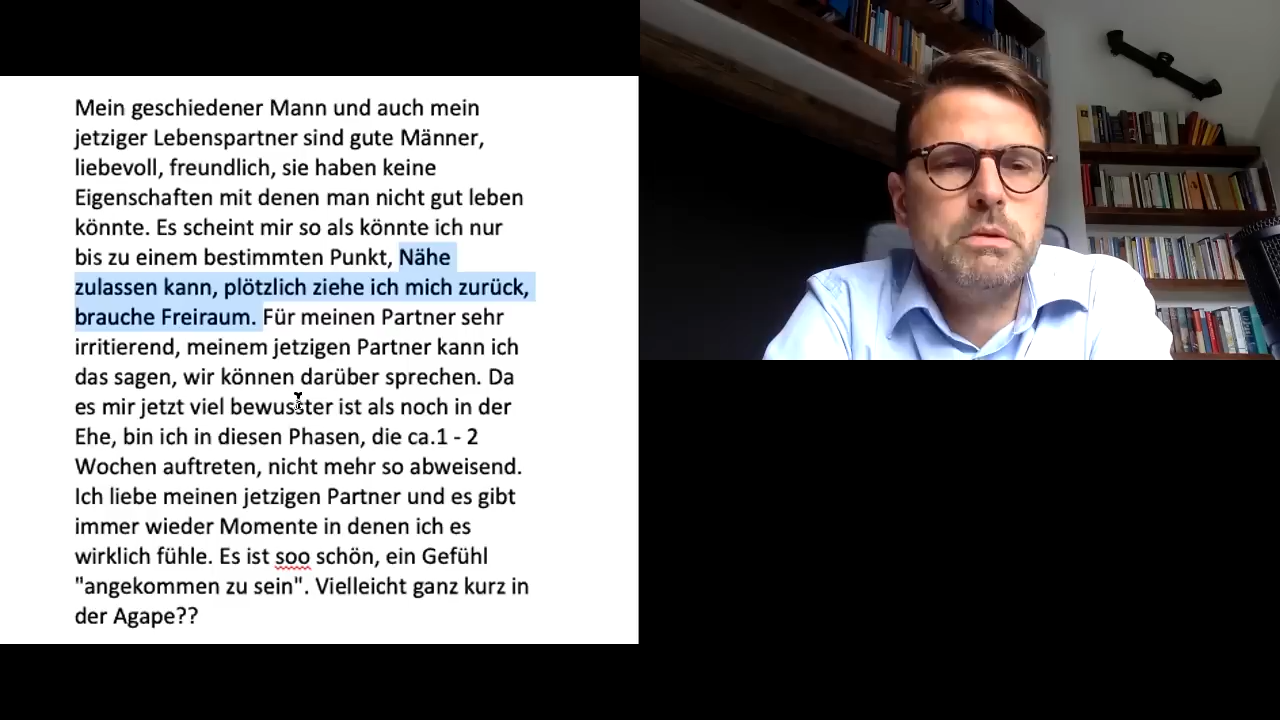 Mein geschiedener Mann und auch mein
jetziger Lebenspartner sind gute Männer,
liebevoll, freundlich, sie haben keine
Eigenschaften mit denen man nicht gut leben
könnte. Es scheint mir so als könnte ich nur
bis zu einem bestimmten Punkt, Nähe
zulassen kann, plötzlich ziehe ich mich zurück,
brauche Freiraum. Für meinen Partner sehr
irritierend, meinem jetzigen Partner kann ich
das sagen, wir können darüber sprechen. Da
es mir jetzt viel bewusster ist als noch in der
Ehe, bin ich in diesen Phasen, die ca.1 - 2
Wochen auftreten, nicht mehr so abweisend.
Ich liebe meinen jetzigen Partner und es gibt
immer wieder Momente in denen ich es
wirklich fühle. Es ist soo schön, ein Gefühl
"angekommen zu sein". Vielleicht ganz kurz in
der Agape??